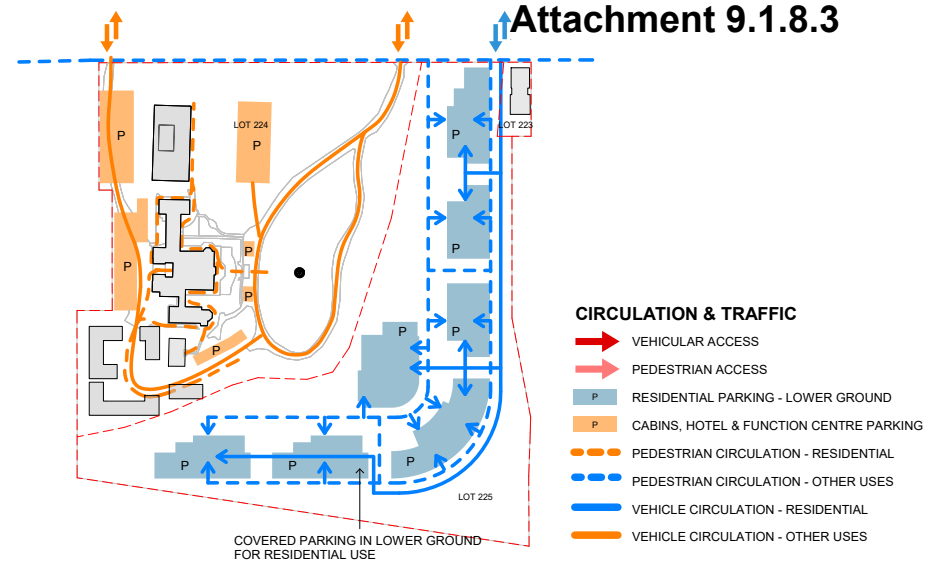 Attachment 9.1.8.3
P
LOT 224
P
P
LOT 223
P
P
P
P
P
P
P
P
P
P
P
LOT 225
COVERED PARKING IN LOWER GROUND
FOR RESIDENTIAL USE
CIRCULATION & TRAFFIC
VEHICULAR ACCESS
PEDESTRIAN ACCESS
P RESIDENTIAL PARKING - LOWER GROUND
P CABINS, HOTEL & FUNCTION CENTRE PARKING
PEDESTRIAN CIRCULATION - RESIDENTIAL
PEDESTRIAN CIRCULATION - OTHER USES
VEHICLE CIRCULATION - RESIDENTIAL
VEHICLE CIRCULATION - OTHER USES